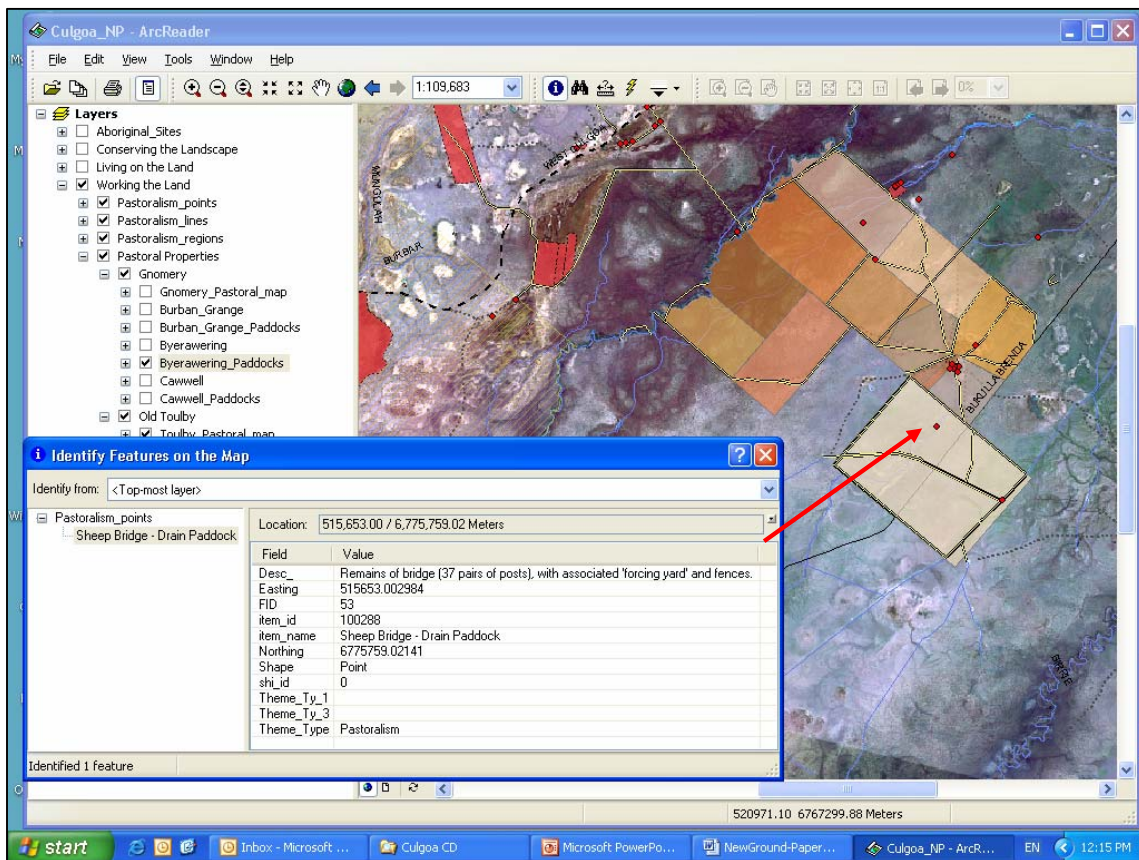 Culgoa_NP - ArcReader
File Edit View Tools Window Help
1:109,683
0%
Layers
Aboriginal_Sites
Conserving the Landscape
Living on the Land
Working the Land
Pastoralism_points
Pastoralism_lines
Pastoralism_regions
Pastoral Properties
Gnomery
Gnomery_Pastoral_map
Burban_Grange
Burban_Grange_Paddocks
Byerawering
Byerawering_Paddocks
Cawwell
Cawwell_Paddocks
Old Toulby
Toulby_Pastoral_map
WEST CULGOA
BURBAR
BUKULLA BRENDA
BIRRIE
Identify Features on the Map
Identify from: <Top-most layer>
Pastoralism_points
Sheep Bridge - Drain Paddock
Location: 515,653.00 / 6,775,759.02 Meters
Field Value
Desc_ Remains of bridge (37 pairs of posts), with associated 'forcing yard' and fences.
Easting 515653.002984
FID 53
item_id 100288
item_name Sheep Bridge - Drain Paddock
Northing 6775759.02141
Shape Point
shi_id 0
Theme_Ty_1
Theme_Ty_3
Theme_Type Pastoralism
Identified 1 feature
520971.10 6767299.88 Meters
start
Inbox - Microsoft ...
Culgoa CD
Microsoft PowerPo...
NewGround-Paper...
Culgoa_NP - ArcR...
EN
12:15 PM